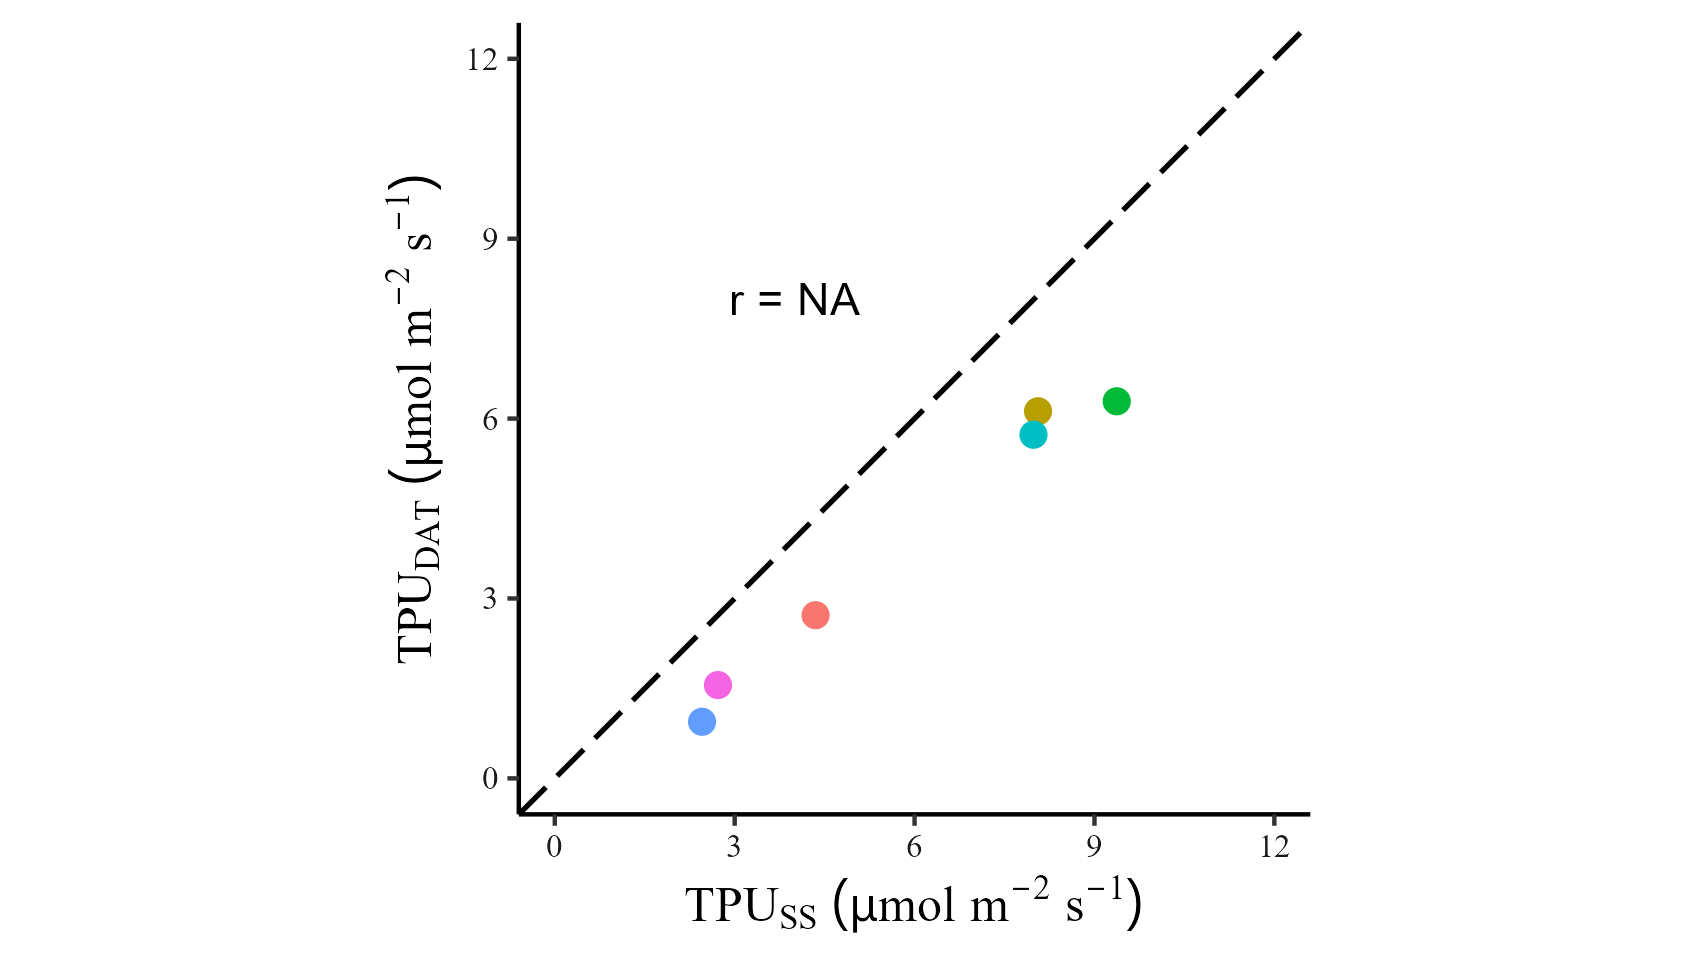 12
9
6
3
0
r = NA
TPU_DAT (μmol m⁻² s⁻¹)
0 3 6 9 12
TPU_SS (μmol m⁻² s⁻¹)